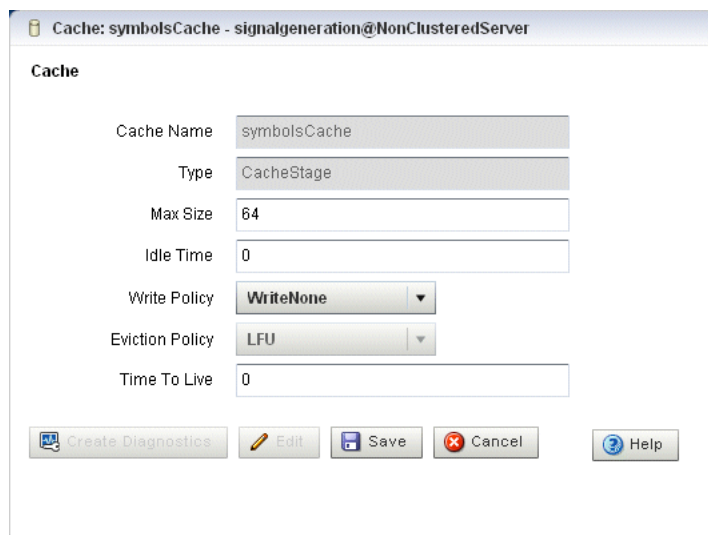 Cache: symbolsCache - signalgeneration@NonClusteredServer
Cache
Cache Name symbolsCache
Type CacheStage
Max Size 64
Idle Time 0
Write Policy WriteNone
Eviction Policy LFU
Time To Live 0
Create Diagnostics Edit Save Cancel Help